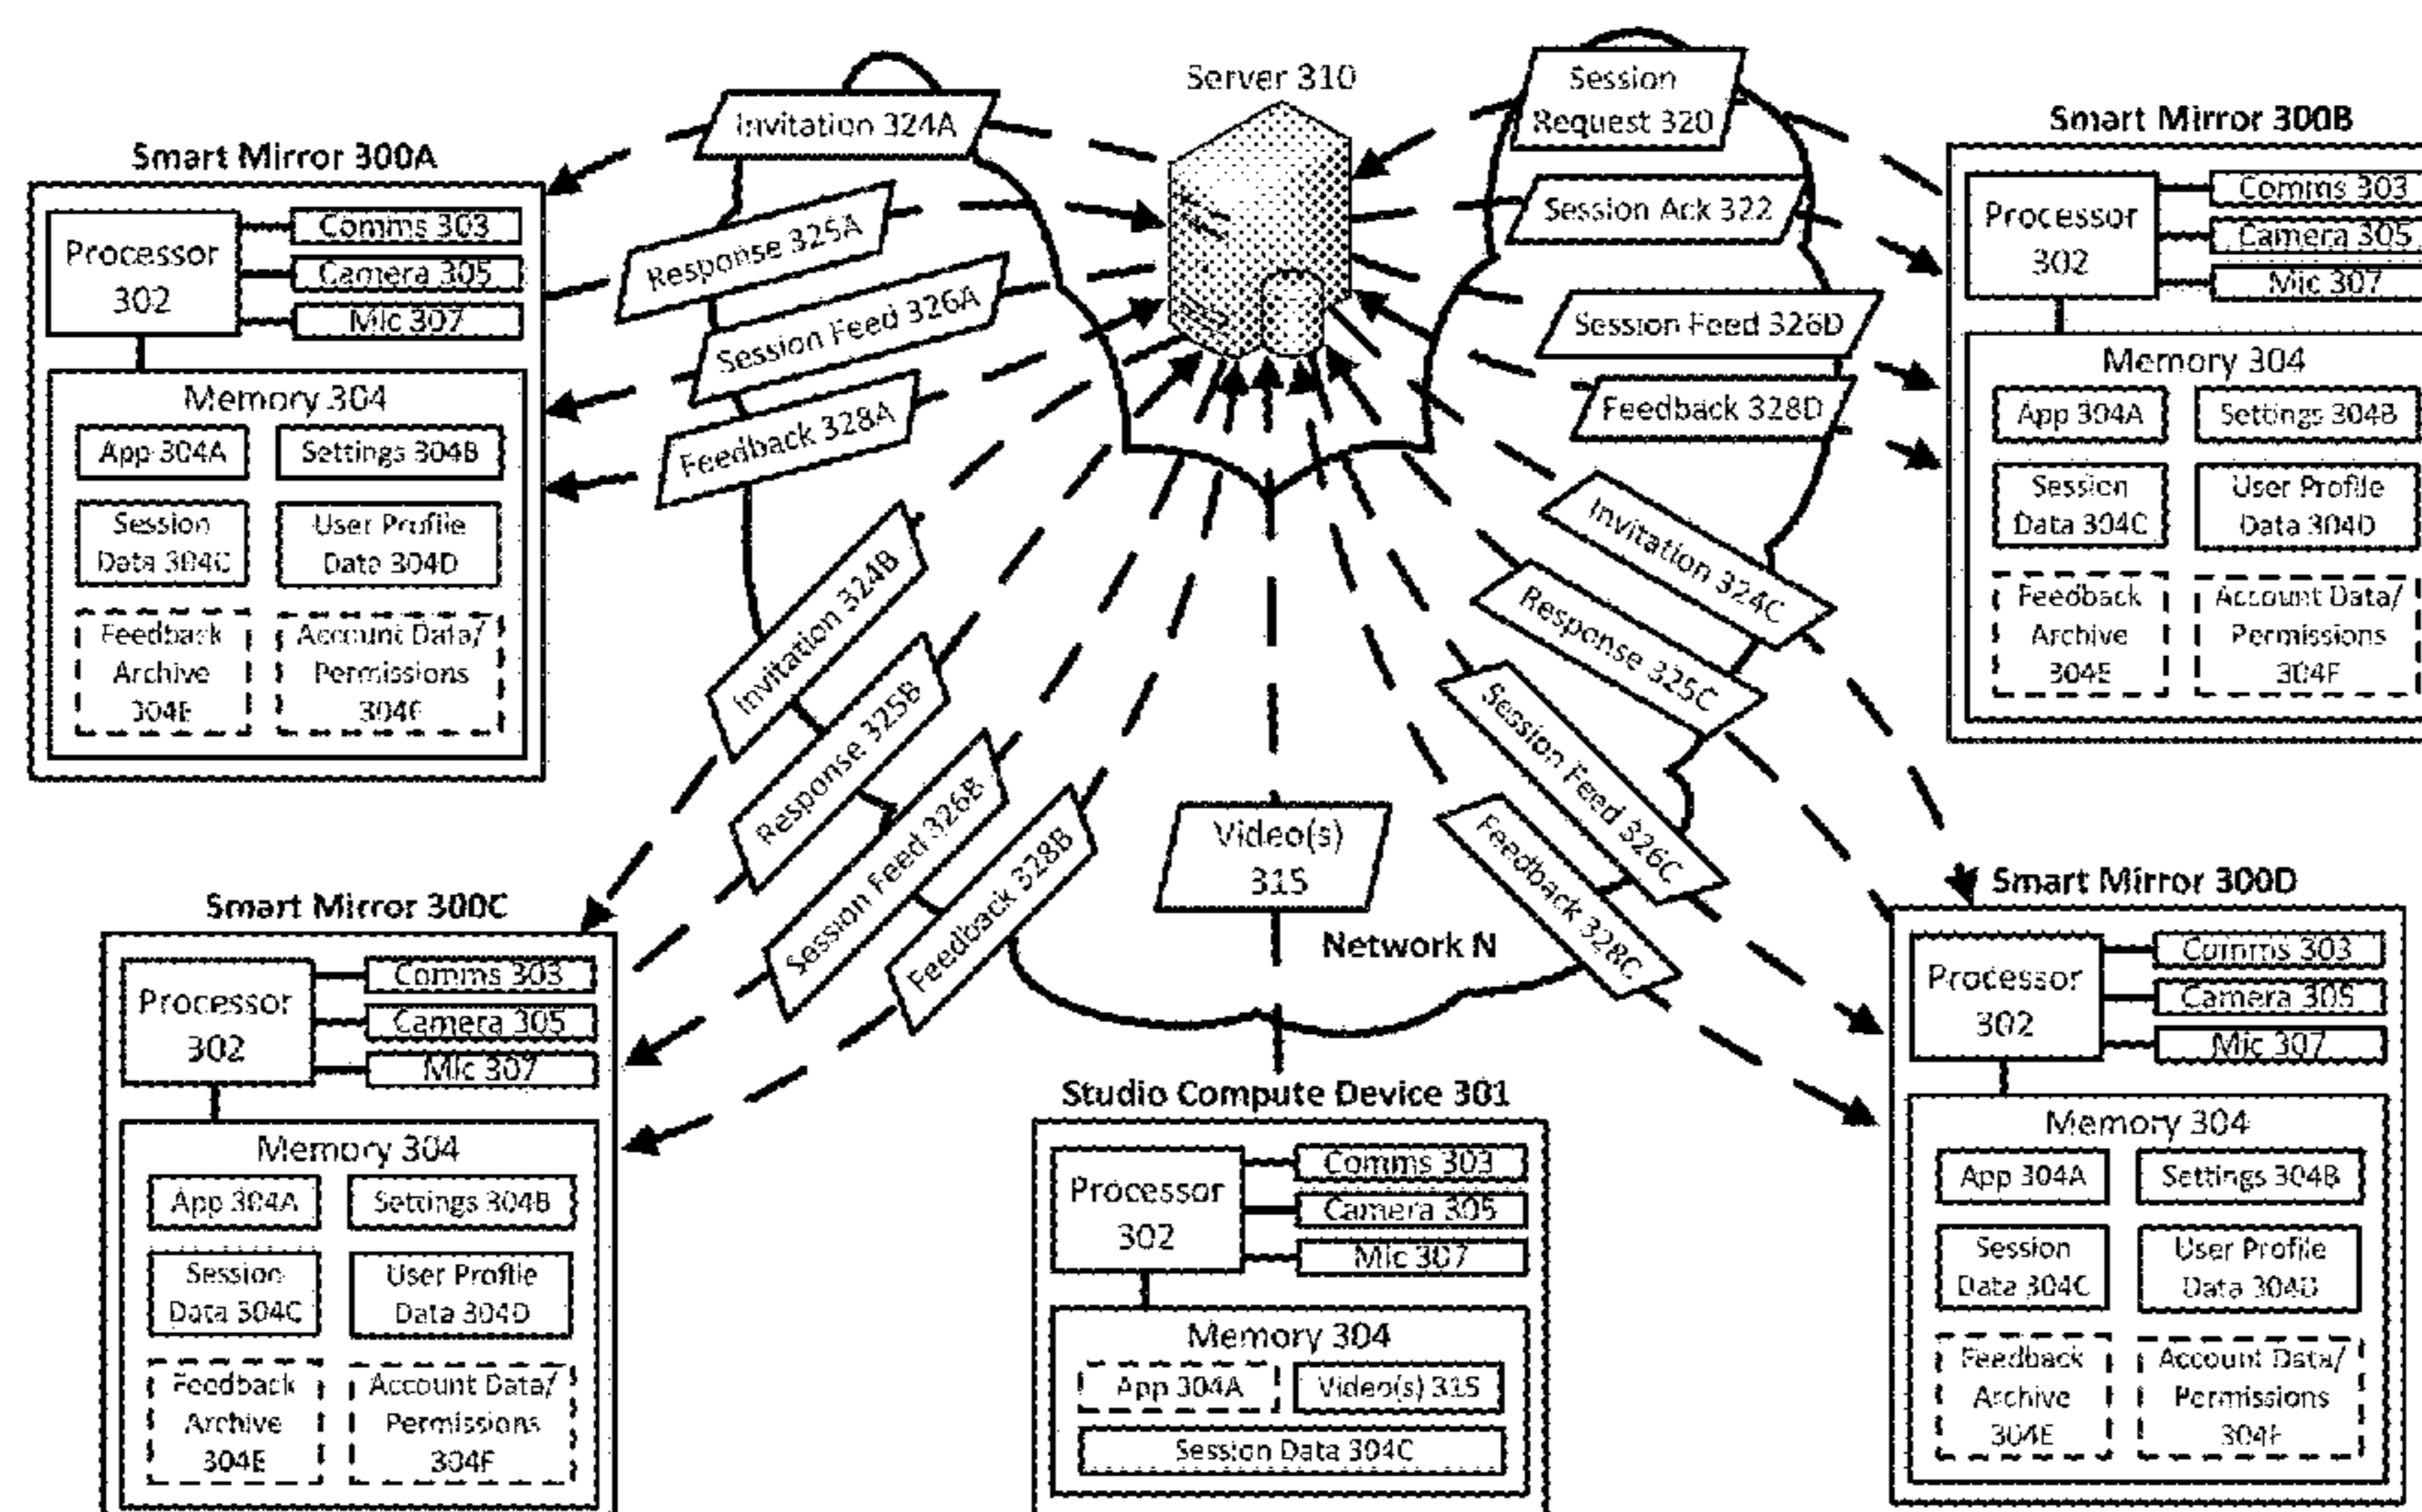 Server 310
Session
Request 320
Invitation 324A
Session Ack 322
Response 325A
Session Feed 326A
Feedback 328A
Session Feed 326D
Feedback 328D
Smart Mirror 300A
Processor
302
Comms 303
Camera 305
Mic 307
Memory 304
App 304A
Settings 304B
Session
Data 304C
User Profile
Data 304D
Feedback
Archive
304E
Account Data/
Permissions
304F
Smart Mirror 300B
Processor
302
Comms 303
Camera 305
Mic 307
Memory 304
App 304A
Settings 304B
Session
Data 304C
User Profile
Data 304D
Feedback
Archive
304E
Account Data/
Permissions
304F
Invitation 324B
Response 325B
Session Feed 326B
Feedback 328B
Invitation 324C
Response 325C
Session Feed 326C
Feedback 328C
Video(s)
315
Network N
Smart Mirror 300C
Processor
302
Comms 303
Camera 305
Mic 307
Memory 304
App 304A
Settings 304B
Session
Data 304C
User Profile
Data 304D
Feedback
Archive
304E
Account Data/
Permissions
304F
Studio Compute Device 301
Processor
302
Comms 303
Camera 305
Mic 307
Memory 304
App 304A
Video(s) 315
Session Data 304C
Smart Mirror 300D
Processor
302
Comms 303
Camera 305
Mic 307
Memory 304
App 304A
Settings 304B
Session
Data 304C
User Profile
Data 304D
Feedback
Archive
304E
Account Data/
Permissions
304F